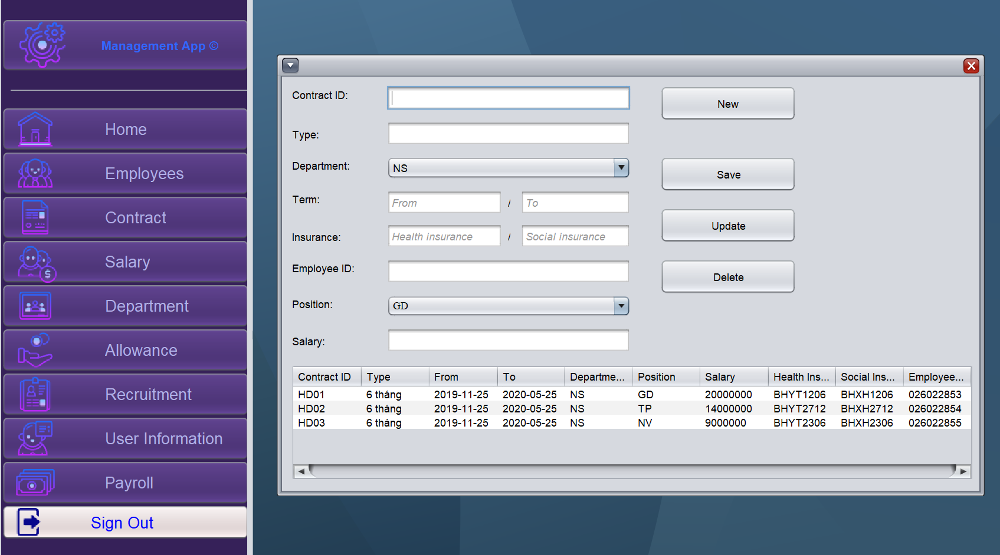 Management App ©
Home
Employees
Contract
Salary
Department
Allowance
Recruitment
User Information
Payroll
Sign Out
Contract ID:
New
Type:
Department: NS
Save
Term: From / To
Update
Insurance: Health insurance / Social insurance
Employee ID:
Delete
Position: GD
Salary:
Contract ID Type From To Departme... Position Salary Health Ins... Social Ins... Employee...
HD01 6 tháng 2019-11-25 2020-05-25 NS GD 20000000 BHYT1206 BHXH1206 026022853
HD02 6 tháng 2019-11-25 2020-05-25 NS TP 14000000 BHYT2712 BHXH2712 026022854
HD03 6 tháng 2019-11-25 2020-05-25 NS NV 9000000 BHYT2306 BHXH2306 026022855